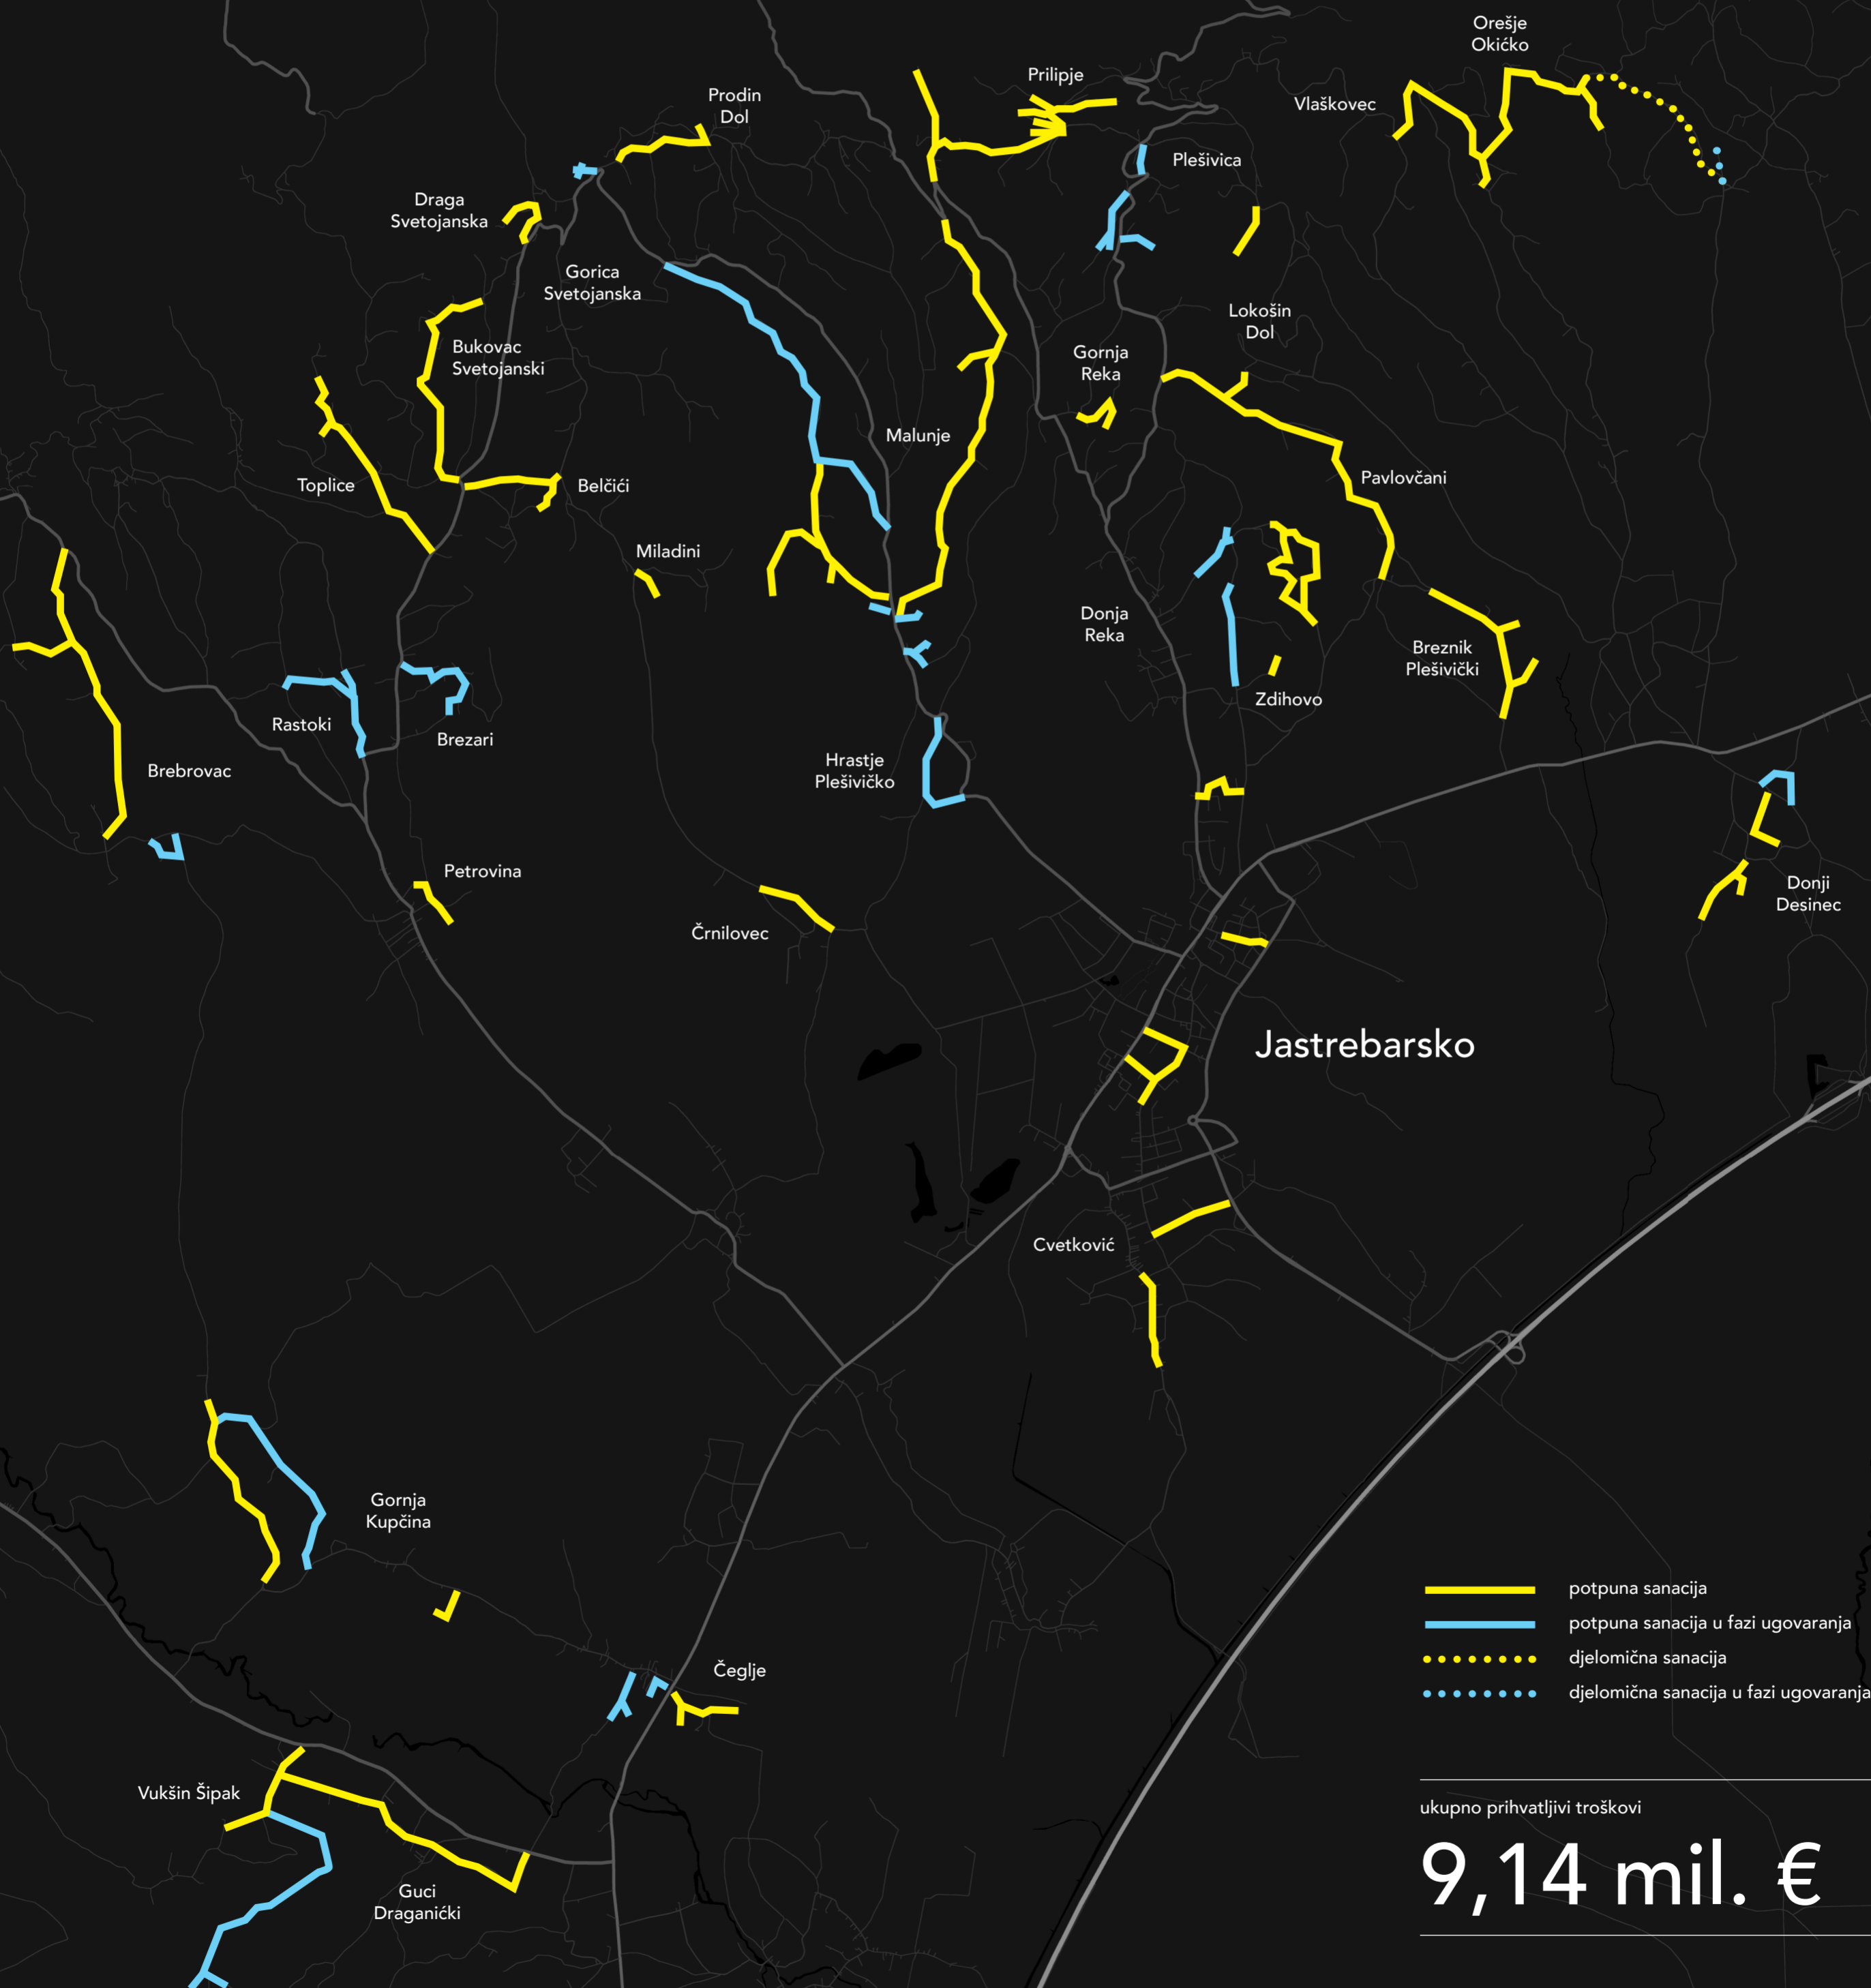 Orešje
Okićko
Prilipje
Prodin
Dol
Vlaškovec
Plešivica
Draga
Svetojanska
Gorica
Svetojanska
Lokošin
Dol
Bukovac
Svetojanski
Gornja
Reka
Malunje
Toplice
Belčići
Pavlovčani
Miladini
Donja
Reka
Breznik
Plešivički
Zdihovo
Rastoki
Brezari
Brebrovac
Hrastje
Plešivičko
Petrovina
Donji
Desinec
Črnilovec
Jastrebarsko
Cvetković
Gornja
Kupčina
potpuna sanacija
potpuna sanacija u fazi ugovaranja
djelomična sanacija
djelomična sanacija u fazi ugovaranja
Čeglje
Vukšin Šipak
Guci
Draganićki
ukupno prihvatljivi troškovi
9,14 mil. €